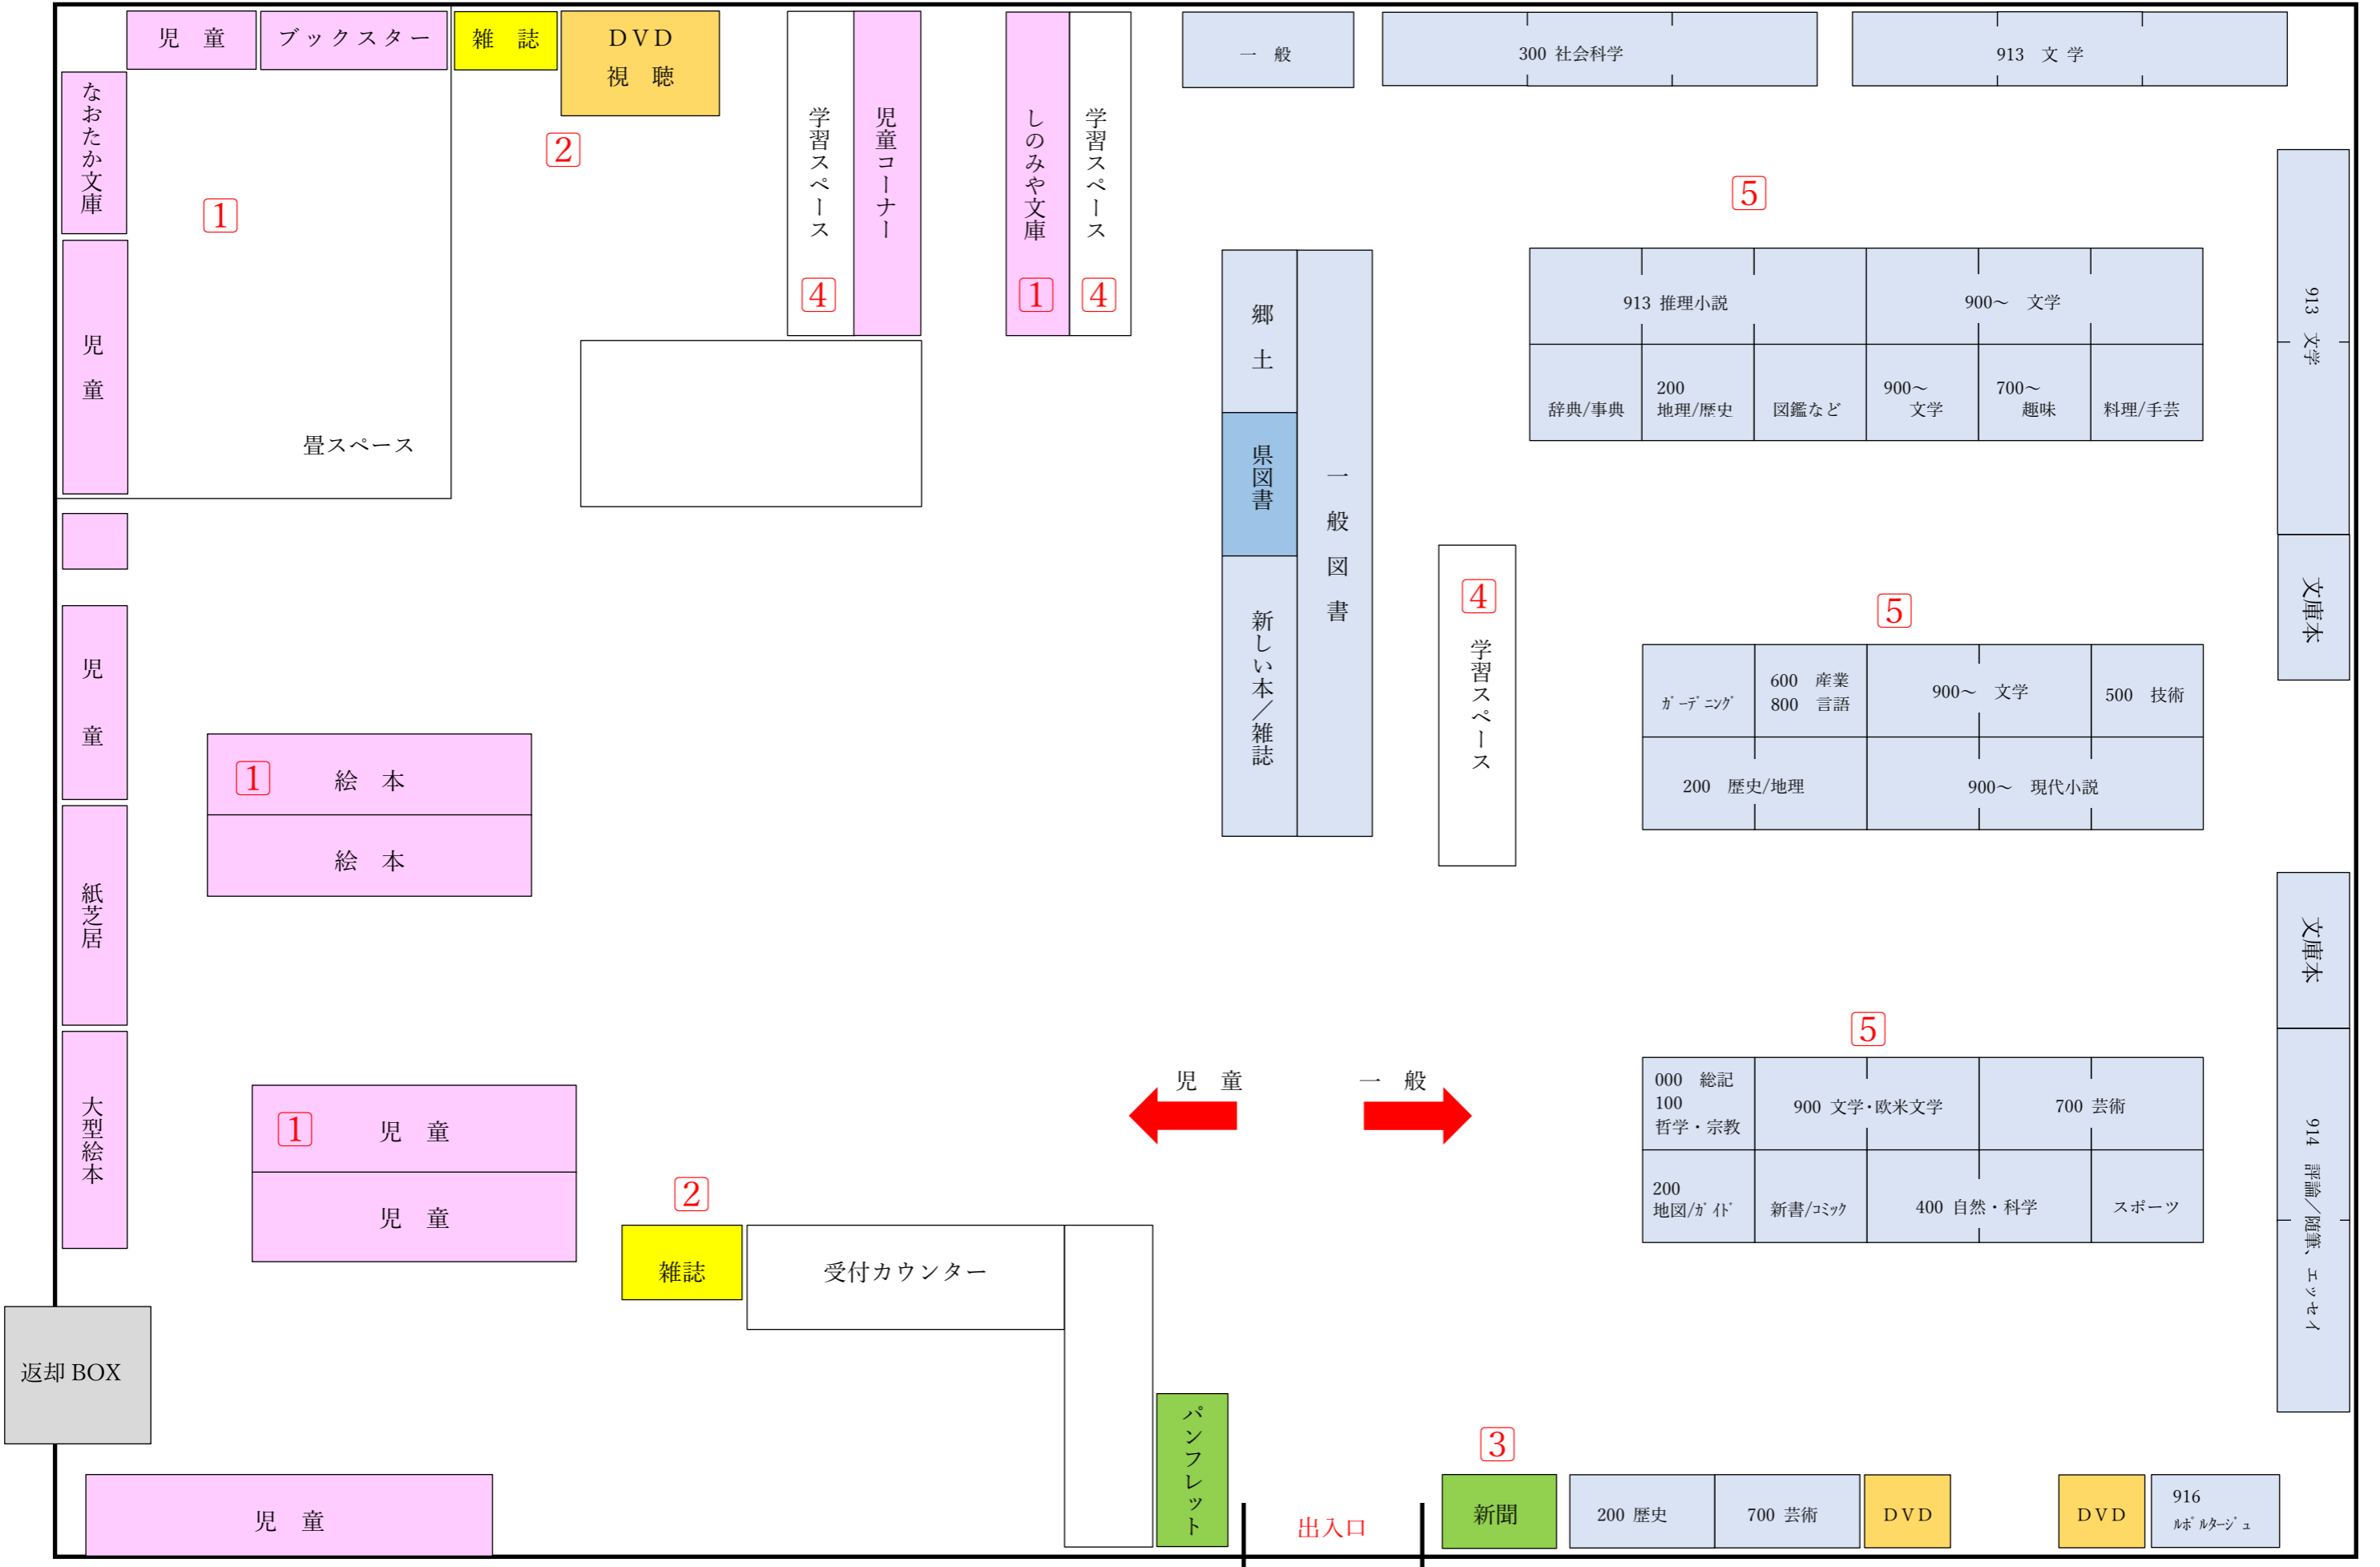 児　童
ブックスター
雑　誌
DVD
視　聴
なおたか文庫
1
2
児　童
畳スペース
学習スペース
4
児童コーナー
しのみや文庫
1
学習スペース
4
一　般
300 社会科学
913　文 学
5
郷　土
県図書
新しい本／雑誌
一　般　図　書
913 推理小説
900～　文学
辞典/事典
200
地理/歴史
図鑑など
900～
文学
700～
趣味
料理/手芸
913　文学
文庫本
4
学習スペース
5
ｶﾞｰﾃﾞﾆﾝｸﾞ
600　産業
800　言語
900～　文学
500　技術
200　歴史/地理
900～　現代小説
児　童
1
絵　本
絵　本
紙芝居
大型絵本
1
児　童
児　童
2
雑誌
受付カウンター
児　童
一　般
5
000　総記
100
哲学・宗教
900 文学･欧米文学
700 芸術
200
地図/ｶﾞｲﾄﾞ
新書/ｺﾐｯｸ
400 自然・科学
スポーツ
文庫本
914　評論／随筆、エッセイ
返却 BOX
児　童
パンフレット
出入口
3
新聞
200 歴史
700 芸術
DVD
DVD
916
ﾙﾎﾟﾙﾀｰｼﾞｭ